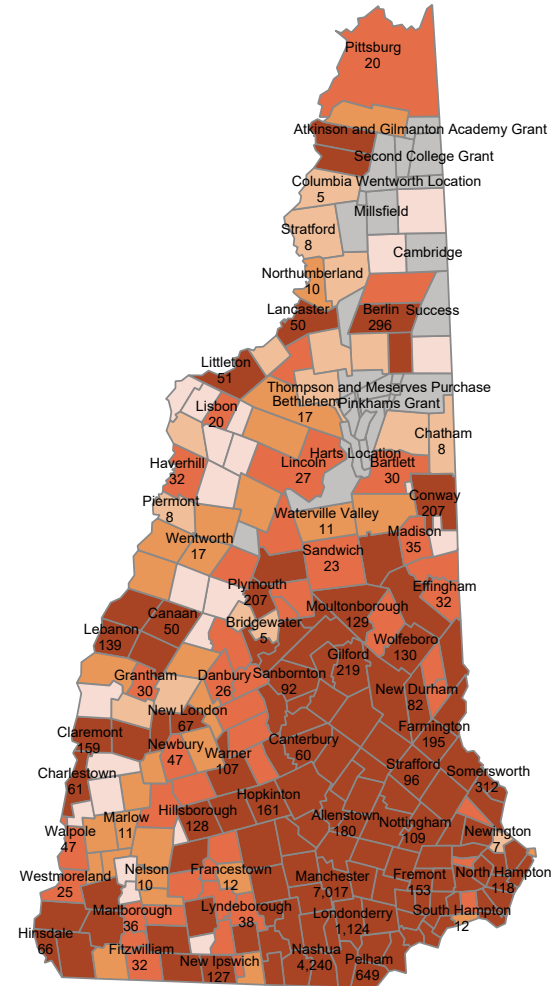 Pittsburg
20
Atkinson and Gilmanton Academy Grant
Second College Grant
Columbia
5
Wentworth Location
Millsfield
Stratford
8
Cambridge
Northumberland
10
Lancaster
50
Berlin
296
Success
Littleton
51
Thompson and Meserves Purchase
Bethlehem
17
Pinkhams Grant
Lisbon
20
Chatham
8
Harts Location
Haverhill
32
Lincoln
27
Bartlett
30
Conway
207
Piermont
8
Waterville Valley
11
Madison
35
Wentworth
17
Sandwich
23
Plymouth
207
Effingham
32
Moultonborough
129
Canaan
50
Bridgewater
5
Lebanon
139
Wolfeboro
130
Gilford
219
Grantham
30
Danbury
26
Sanbornton
92
New Durham
82
New London
67
Claremont
159
Farmington
195
Newbury
47
Warner
107
Canterbury
60
Strafford
96
Somersworth
312
Charlestown
61
Hopkinton
161
Hillsborough
128
Allenstown
180
Nottingham
109
Marlow
11
Walpole
47
Newington
7
Westmoreland
25
Nelson
10
Francestown
12
Manchester
7,017
Fremont
153
North Hampton
118
Marlborough
36
Lyndeborough
38
Londonderry
1,124
South Hampton
12
Hinsdale
66
Fitzwilliam
32
New Ipswich
127
Nashua
4,240
Pelham
649